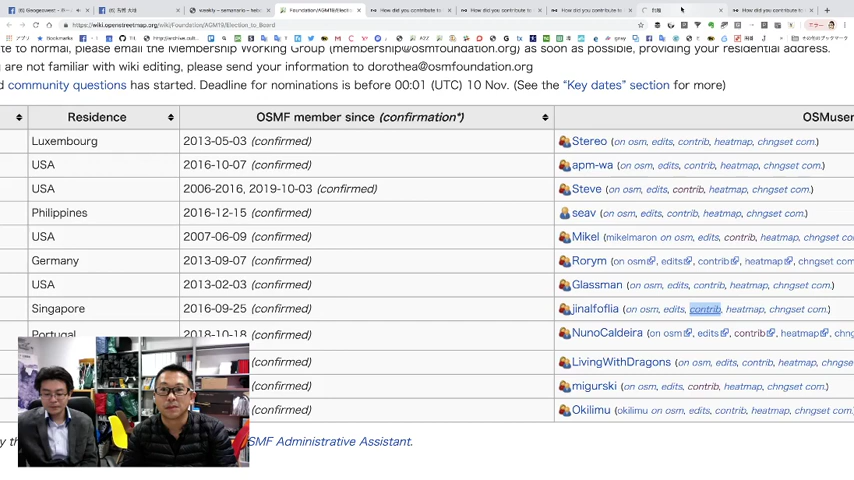 https://wiki.openstreetmap.org/wiki/Foundation/AGM19/Election_to_Board
te to normal, please email the Membership Working Group (membership@osmfoundation.org) as soon as possible, providing your residential address.
are not familiar with wiki editing, please send your information to dorothea@osmfoundation.org
community questions has started. Deadline for nominations is before 00:01 (UTC) 10 Nov. (See the “Key dates” section for more)
Residence OSMF member since (confirmation*) OSMuser
Luxembourg 2013-05-03 (confirmed) Stereo (on osm, edits, contrib, heatmap, chngset com.)
USA 2016-10-07 (confirmed) apm-wa (on osm, edits, contrib, heatmap, chngset com.)
USA 2006-2016, 2019-10-03 (confirmed) Steve (on osm, edits, contrib, heatmap, chngset com.)
Philippines 2016-12-15 (confirmed) seav (on osm, edits, contrib, heatmap, chngset com.)
USA 2007-06-09 (confirmed) Mikel (mikelmaron on osm, edits, contrib, heatmap, chngset co
Germany 2013-09-07 (confirmed) Rorym (on osm, edits, contrib, heatmap, chngset com
USA 2013-02-03 (confirmed) Glassman (on osm, edits, contrib, heatmap, chngset com.)
Singapore 2016-09-25 (confirmed) jinalfoflia (on osm, edits, contrib, heatmap, chngset com.)
Portugal 2018-10-18 (confirmed) NunoCaldeira (on osm, edits, contrib, heatmap, chng
(confirmed) LivingWithDragons (on osm, edits, contrib, heatmap, chngset
(confirmed) migurski (on osm, edits, contrib, heatmap, chngset com.)
(confirmed) Okilimu (okilimu on osm, edits, contrib, heatmap, chngset
y th SMF Administrative Assistant.